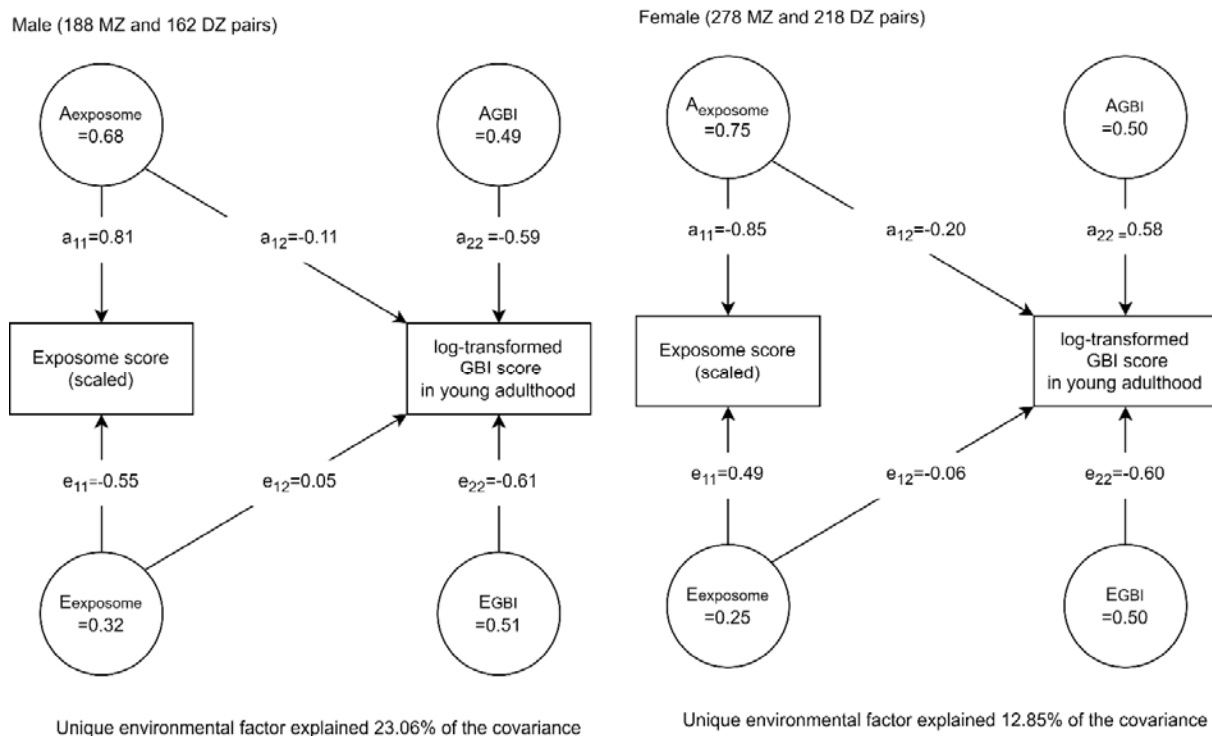 Male (188 MZ and 162 DZ pairs)
Aexposome
=0.68
AGBI
=0.49
a11=0.81
a12=-0.11
a22 =-0.59
Exposome score
(scaled)
log-transformed
GBI score
in young adulthood
e11=-0.55
e12=0.05
e22=-0.61
Eexposome
=0.32
EGBI
=0.51
Unique environmental factor explained 23.06% of the covariance
Female (278 MZ and 218 DZ pairs)
Aexposome
=0.75
AGBI
=0.50
a11=-0.85
a12=-0.20
a22 =0.58
Exposome score
(scaled)
log-transformed
GBI score
in young adulthood
e11=0.49
e12=-0.06
e22=-0.60
Eexposome
=0.25
EGBI
=0.50
Unique environmental factor explained 12.85% of the covariance